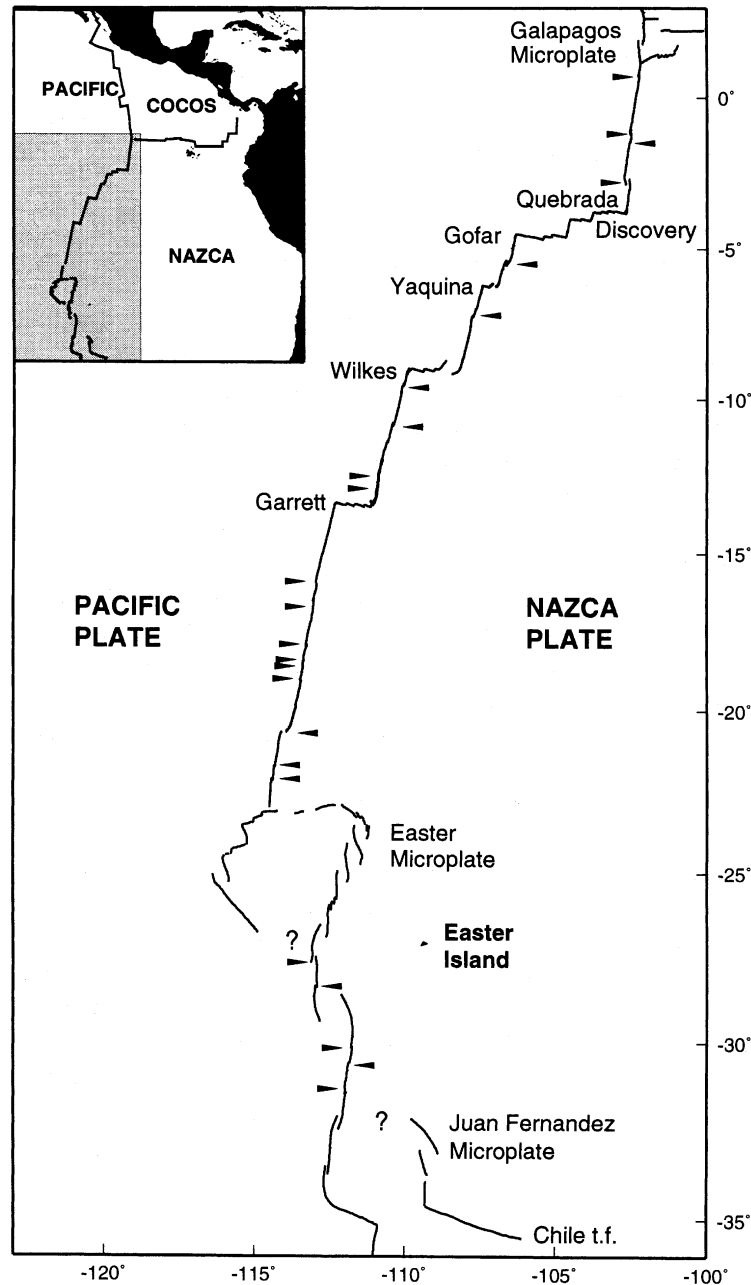 Galapagos
Microplate
PACIFIC
COCOS
NAZCA
0°
Quebrada
Discovery
Gofar
-5°
Yaquina
Wilkes
-10°
Garrett
-15°
PACIFIC
PLATE
NAZCA
PLATE
-20°
Easter
Microplate
-25°
?
Easter
Island
-30°
?
Juan Fernandez
Microplate
-35°
Chile t.f.
-120° -115° -110° -105° -100°